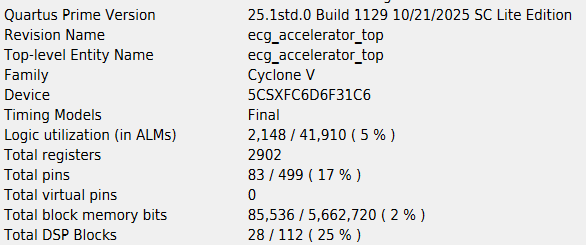 Quartus Prime Version 25.1std.0 Build 1129 10/21/2025 SC Lite Edition
Revision Name ecg_accelerator_top
Top-level Entity Name ecg_accelerator_top
Family Cyclone V
Device 5CSXFC6D6F31C6
Timing Models Final
Logic utilization (in ALMs) 2,148 / 41,910 ( 5 % )
Total registers 2902
Total pins 83 / 499 ( 17 % )
Total virtual pins 0
Total block memory bits 85,536 / 5,662,720 ( 2 % )
Total DSP Blocks 28 / 112 ( 25 % )